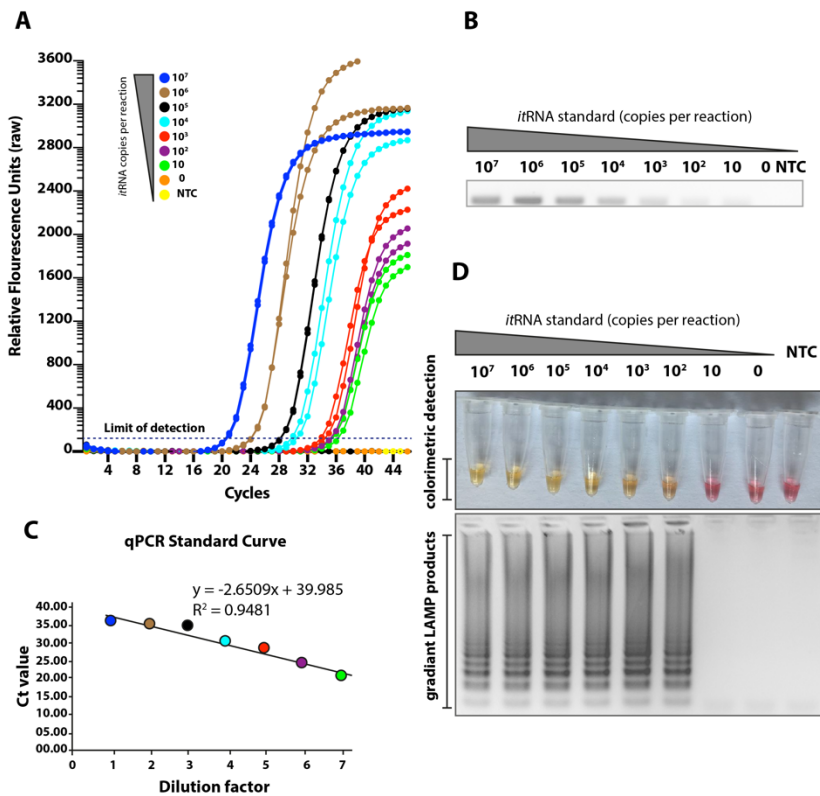 A
Relative Flourescence Units (raw)
3600
3200
2800
2400
2000
1600
1200
800
400
0
itRNA copies per reaction
10⁷
10⁶
10⁵
10⁴
10³
10²
10
0
NTC
Limit of detection
4 8 12 16 20 24 28 32 36 40 44
Cycles
B
itRNA standard (copies per reaction)
10⁷ 10⁶ 10⁵ 10⁴ 10³ 10² 10 0 NTC
C
qPCR Standard Curve
y = -2.6509x + 39.985
R² = 0.9481
Ct value
40.00
35.00
30.00
25.00
20.00
15.00
10.00
05.00
00.00
0 1 2 3 4 5 6 7
Dilution factor
D
itRNA standard (copies per reaction)
NTC
10⁷ 10⁶ 10⁵ 10⁴ 10³ 10² 10 0
colorimetric detection
gradiant LAMP products